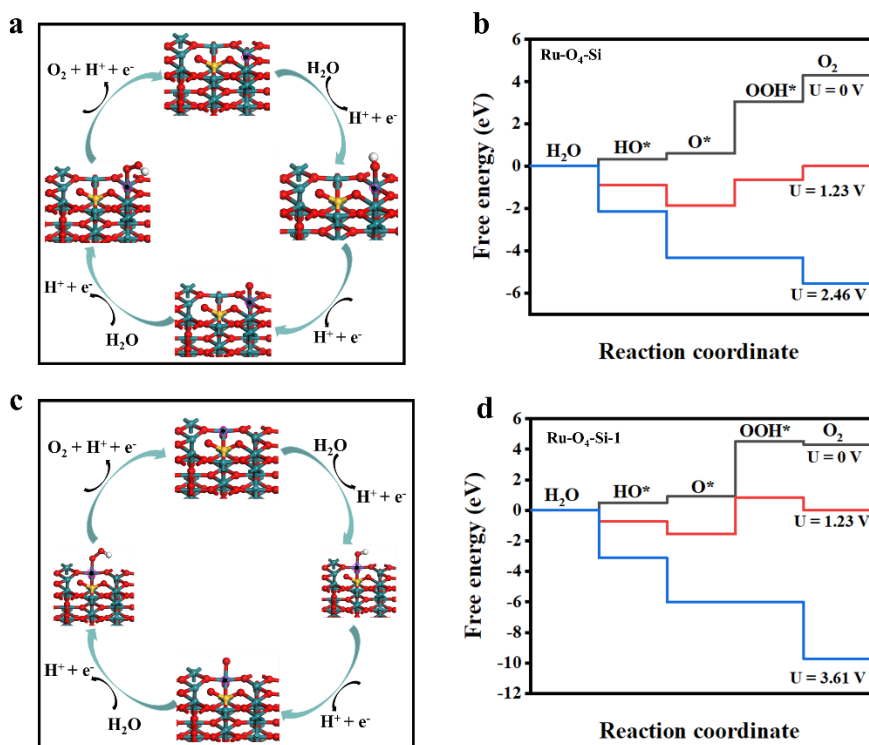 a
O₂ + H⁺ + e⁻
H₂O
H⁺ + e⁻
H⁺ + e⁻
H₂O
H⁺ + e⁻
b
Ru-O₄-Si
Free energy (eV)
6
4
2
0
-2
-4
-6
H₂O
HO*
O*
OOH*
O₂
U = 0 V
U = 1.23 V
U = 2.46 V
Reaction coordinate
c
O₂ + H⁺ + e⁻
H₂O
H⁺ + e⁻
H⁺ + e⁻
H₂O
H⁺ + e⁻
d
Ru-O₄-Si-1
Free energy (eV)
6
4
2
0
-2
-4
-6
-8
-10
-12
H₂O
HO*
O*
OOH*
O₂
U = 0 V
U = 1.23 V
U = 3.61 V
Reaction coordinate